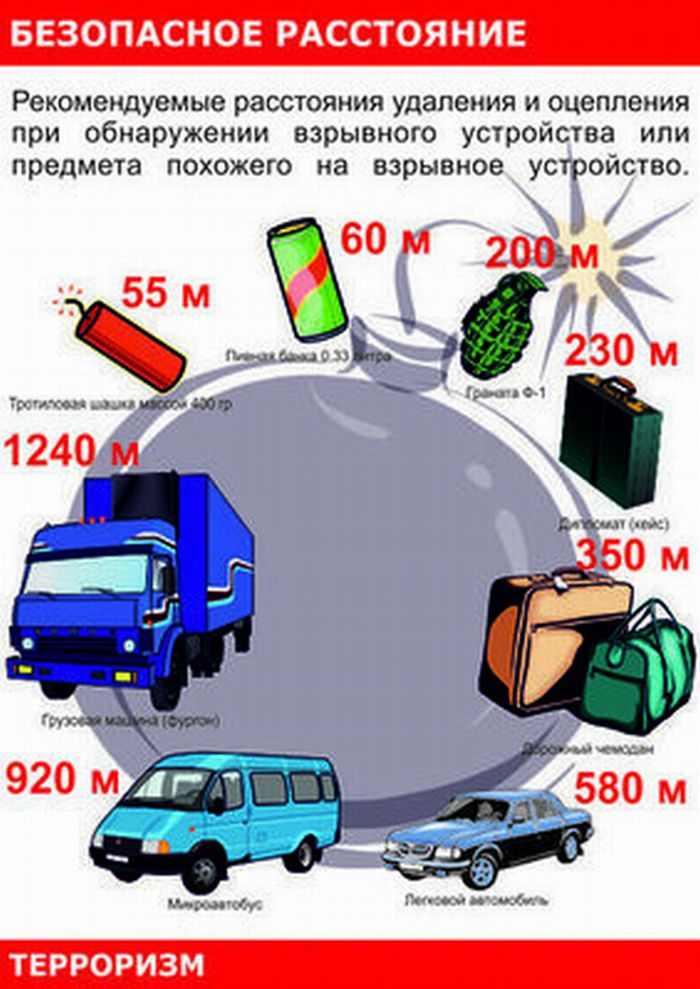 БЕЗОПАСНОЕ РАССТОЯНИЕ
Рекомендуемые расстояния удаления и оцепления
при обнаружении взрывного устройства или
предмета похожего на взрывное устройство.
60 м
200 м
55 м
230 м
Пивная банка 0.33 литра
Граната Ф-1
Тротиловая шашка массой 400 гр
1240 м
Дипломат (кейс)
350 м
Грузовая машина (фургон)
Дорожный чемодан
920 м
580 м
Микроавтобус
Легковой автомобиль
ТЕРРОРИЗМ